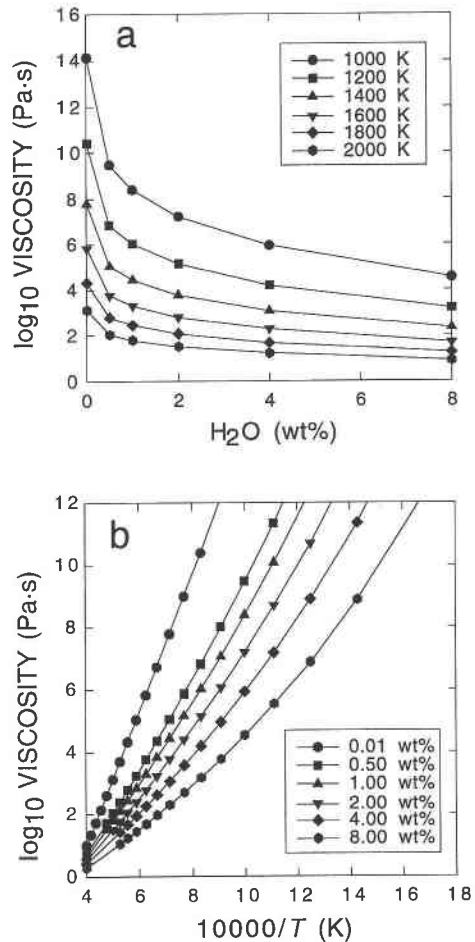 a
16
14
12
10
8
6
4
2
0
log10 VISCOSITY (Pa·s)
1000 K
1200 K
1400 K
1600 K
1800 K
2000 K
0 2 4 6 8
H2O (wt%)
b
12
10
8
6
4
2
0
log10 VISCOSITY (Pa·s)
0.01 wt%
0.50 wt%
1.00 wt%
2.00 wt%
4.00 wt%
8.00 wt%
4 6 8 10 12 14 16 18
10000/T (K)